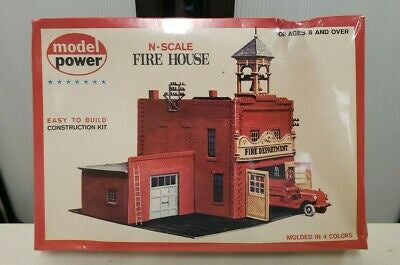 model
power
N-SCALE
FIRE HOUSE
FOR AGES 8 AND OVER
EASY TO BUILD
CONSTRUCTION KIT
FIRE DEPARTMENT
MOLDED IN 4 COLORS